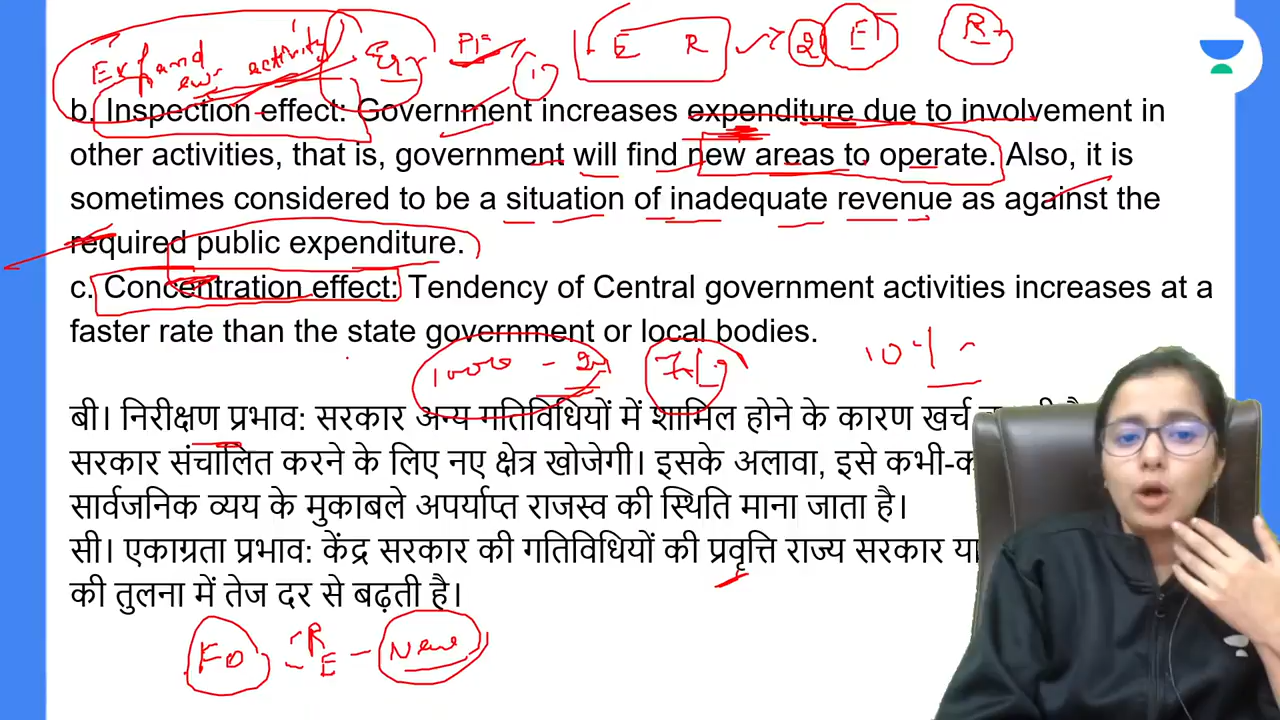 Expand
new activity
E R 2 E R
b. Inspection effect: Government increases expenditure due to involvement in
other activities, that is, government will find new areas to operate. Also, it is
sometimes considered to be a situation of inadequate revenue as against the
required public expenditure.
c. Concentration effect: Tendency of Central government activities increases at a
faster rate than the state government or local bodies.
बी। निरीक्षण प्रभाव: सरकार अन्य गतिविधियों में शामिल होने के कारण खर्च
सरकार संचालित करने के लिए नए क्षेत्र खोजेगी। इसके अलावा, इसे कभी-क
सार्वजनिक व्यय के मुकाबले अपर्याप्त राजस्व की स्थिति माना जाता है।
सी। एकाग्रता प्रभाव: केंद्र सरकार की गतिविधियों की प्रवृत्ति राज्य सरकार या
की तुलना में तेज दर से बढ़ती है।
FD R E New